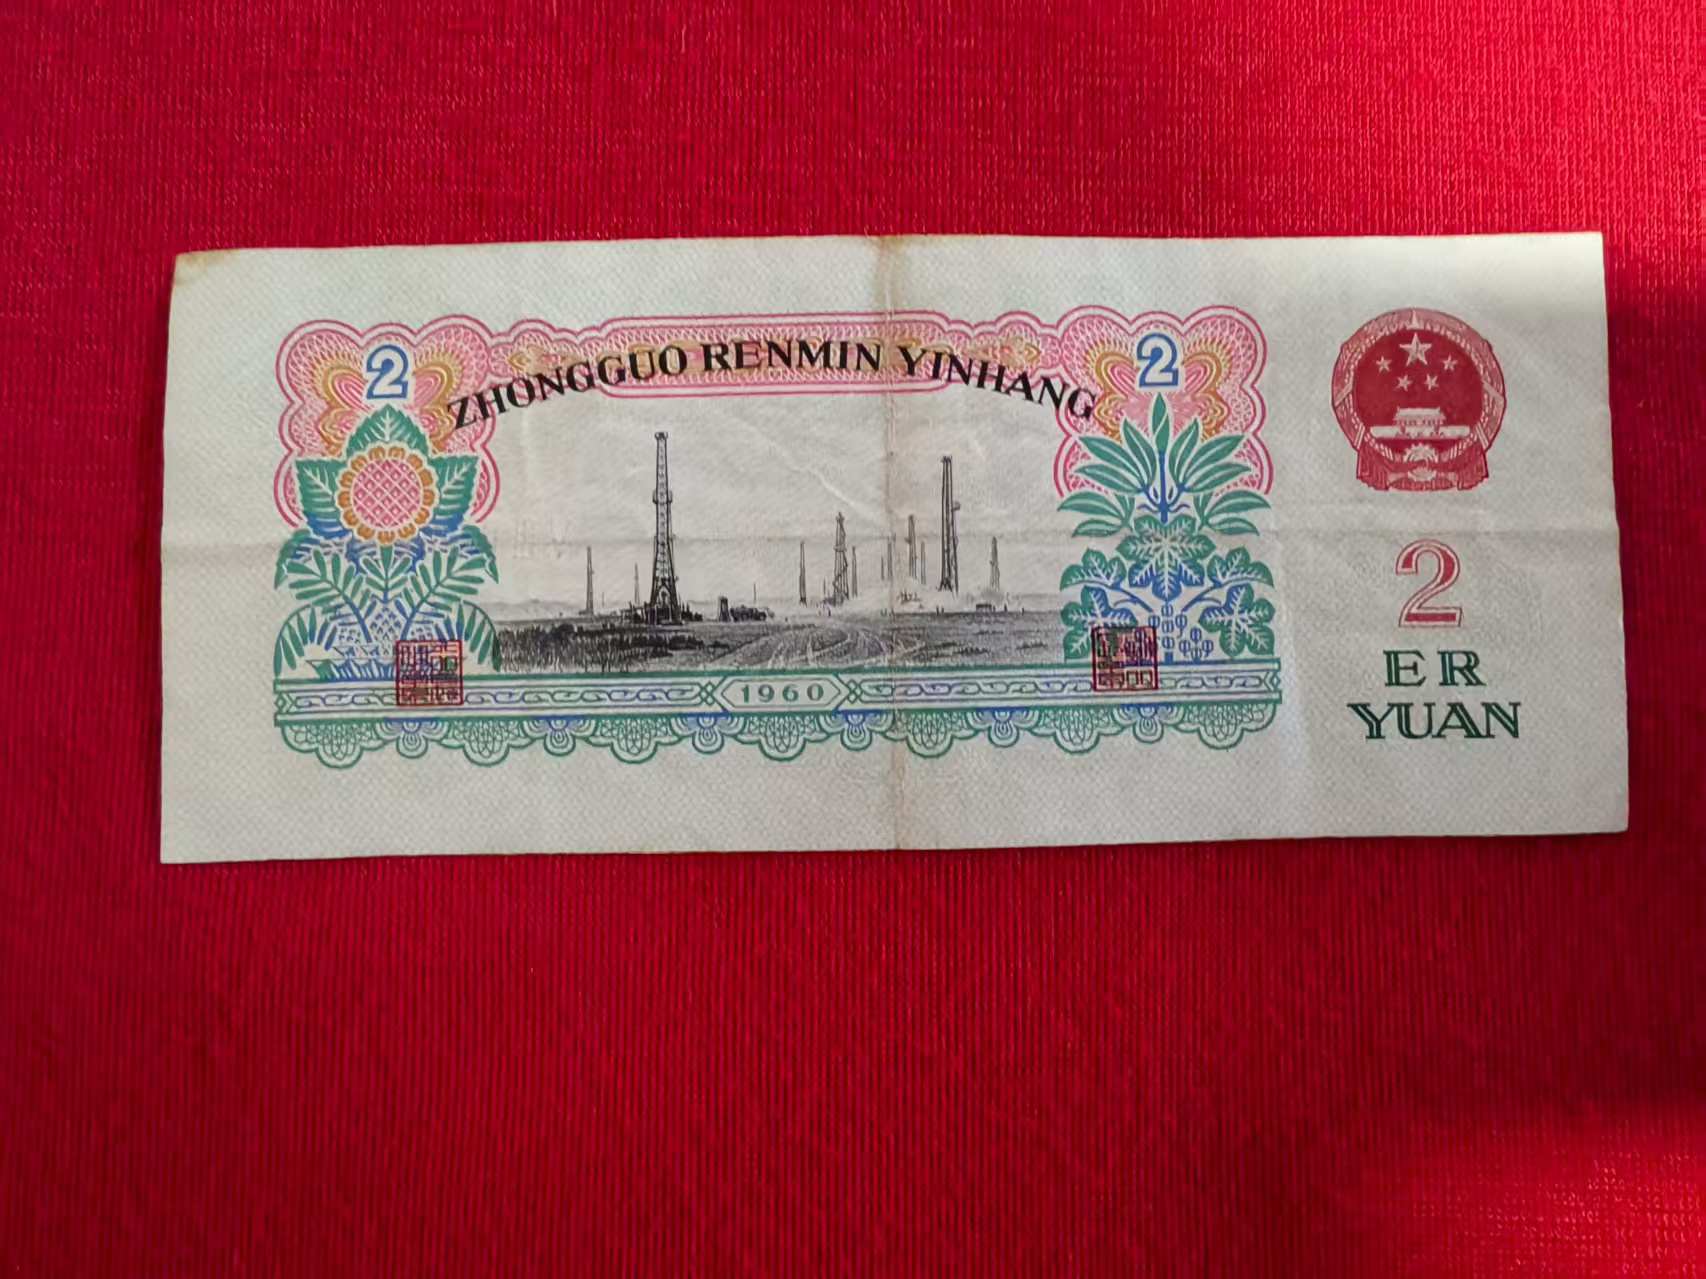 2 2
ZHONGGUO RENMIN YINHANG
2
ER
YUAN
1960